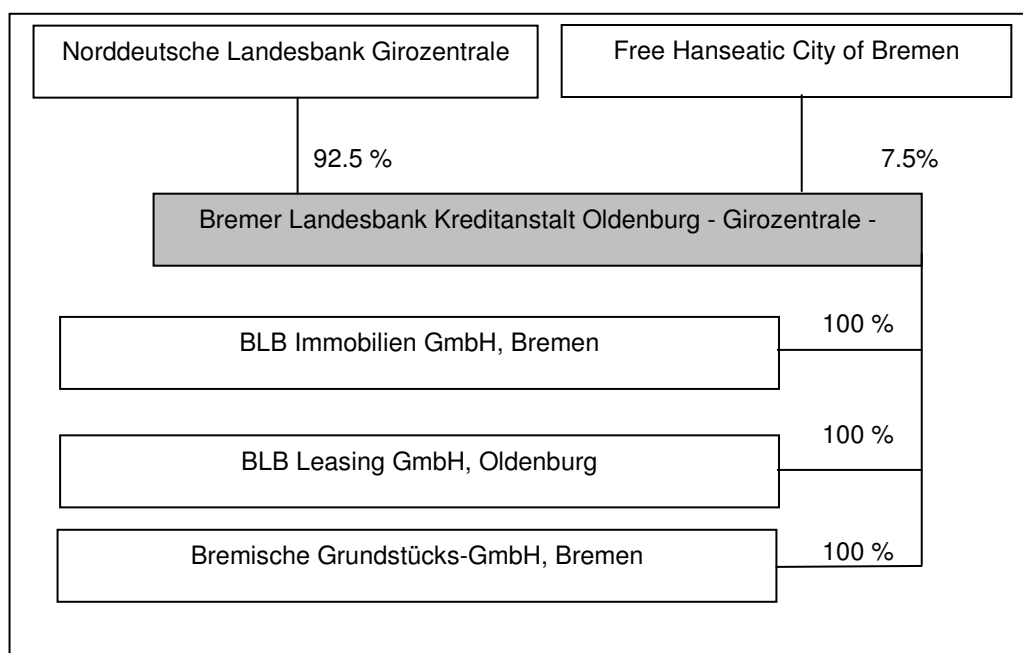 Norddeutsche Landesbank Girozentrale
Free Hanseatic City of Bremen
92.5 %
7.5%
Bremer Landesbank Kreditanstalt Oldenburg - Girozentrale -
100 %
BLB Immobilien GmbH, Bremen
100 %
BLB Leasing GmbH, Oldenburg
100 %
Bremische Grundstücks-GmbH, Bremen